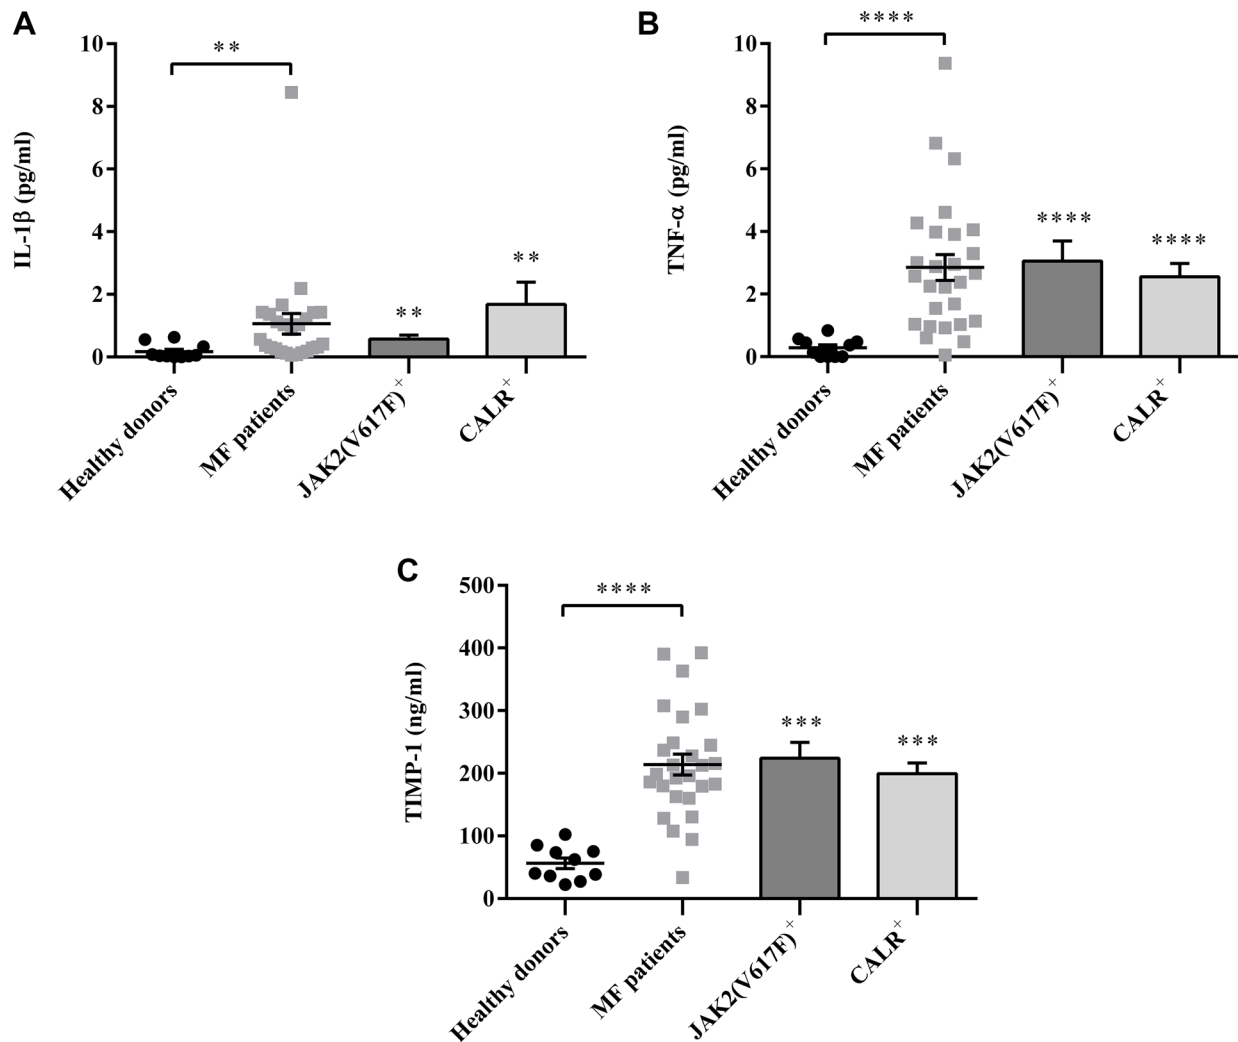 A
IL-1β (pg/ml)
10
8
6
4
2
0
**
**
**
Healthy donors
MF patients
JAK2(V617F)+
CALR+
B
TNF-α (pg/ml)
10
8
6
4
2
0
****
****
****
Healthy donors
MF patients
JAK2(V617F)+
CALR+
C
TIMP-1 (ng/ml)
500
400
300
200
100
0
****
***
***
Healthy donors
MF patients
JAK2(V617F)+
CALR+